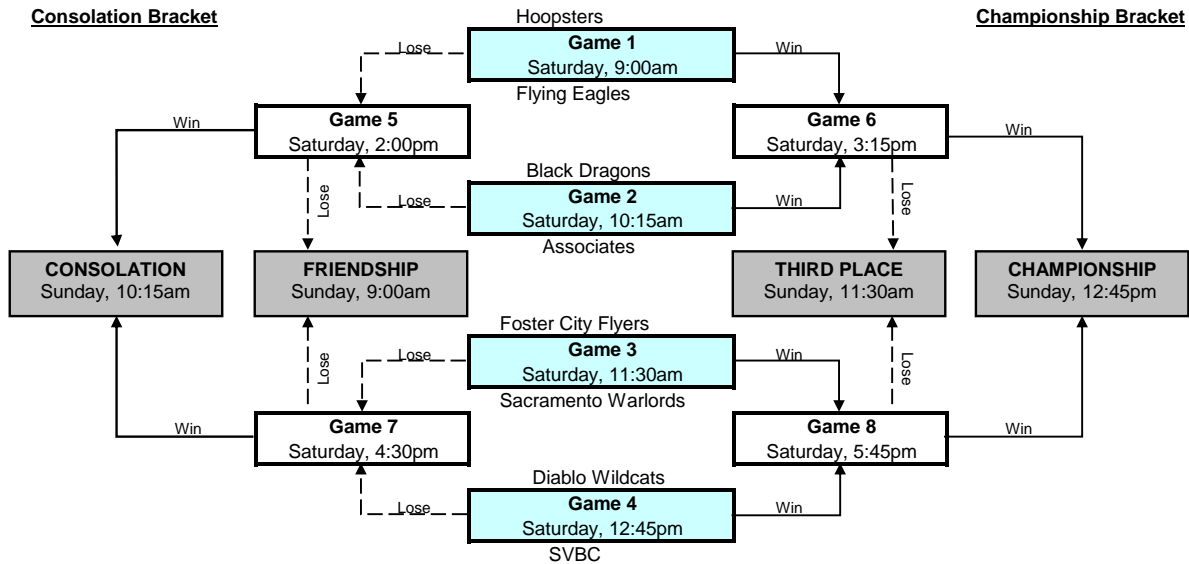 Consolation Bracket
Hoopsters
Championship Bracket
Lose
Game 1
Saturday, 9:00am
Win
Flying Eagles
Win
Game 5
Saturday, 2:00pm
Game 6
Saturday, 3:15pm
Win
Lose
Black Dragons
Lose
Lose
Game 2
Saturday, 10:15am
Win
Associates
CONSOLATION
Sunday, 10:15am
FRIENDSHIP
Sunday, 9:00am
THIRD PLACE
Sunday, 11:30am
CHAMPIONSHIP
Sunday, 12:45pm
Foster City Flyers
Lose
Lose
Game 3
Saturday, 11:30am
Win
Lose
Sacramento Warlords
Win
Game 7
Saturday, 4:30pm
Game 8
Saturday, 5:45pm
Win
Diablo Wildcats
Lose
Game 4
Saturday, 12:45pm
Win
SVBC